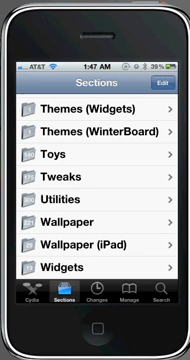 AT&T 1:47 AM 39%
Sections Edit
Themes (Widgets)
Themes (WinterBoard)
Toys
Tweaks
Utilities
Wallpaper
Wallpaper (iPad)
Widgets
Cydia Sections Changes Manage Search